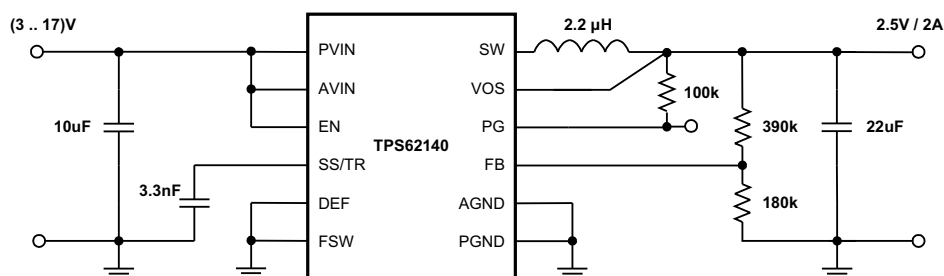 (3 .. 17)V
2.2 µH
2.5V / 2A
PVIN
SW
AVIN
VOS
100k
10uF
EN
PG
390k
22uF
TPS62140
SS/TR
FB
3.3nF
180k
DEF
AGND
FSW
PGND